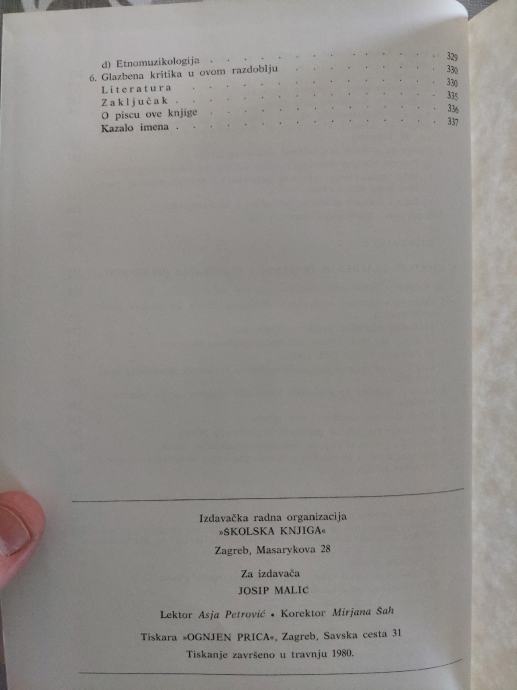 d) Etnomuzikologija . . . . . . . . . . . . 329
6. Glazbena kritika u ovom razdoblju . . . . . . . . 330
Literatura . . . . . . . . . . . . . . 330
Zaključak . . . . . . . . . . . . . . 335
O piscu ove knjige . . . . . . . . . . . . 336
Kazalo imena . . . . . . . . . . . . . 337
Izdavačka radna organizacija
»ŠKOLSKA KNJIGA«
Zagreb, Masarykova 28
Za izdavača
JOSIP MALIĆ
Lektor Asja Petrović • Korektor Mirjana Šah
Tiskara »OGNJEN PRICA«, Zagreb, Savska cesta 31
Tiskanje završeno u travnju 1980.